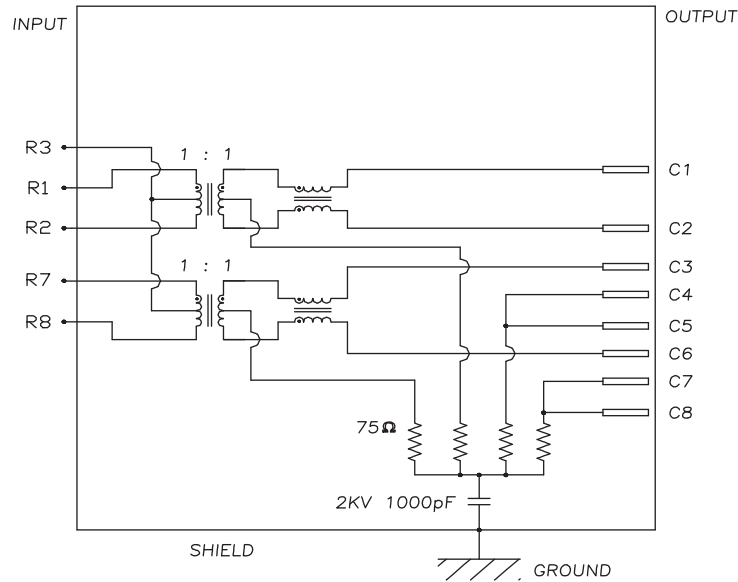 INPUT
OUTPUT
R3
1 : 1
C1
R1
R2
C2
1 : 1
C3
R7
C4
R8
C5
C6
C7
C8
75Ω
2KV 1000pF
SHIELD
GROUND